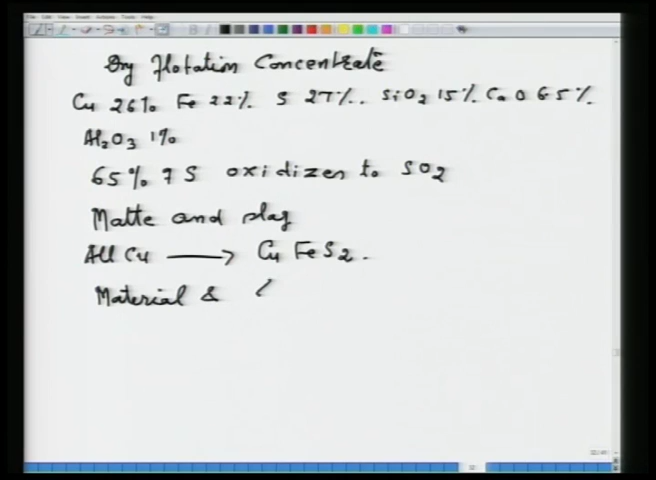 Dry flotation Concentrate
Cu 26% Fe 22% S 27%. SiO2 15% CaO 6.5%.
Al2O3 1%
65% of S oxidizes to SO2
Matte and slag
All Cu → CuFeS2.
Material &